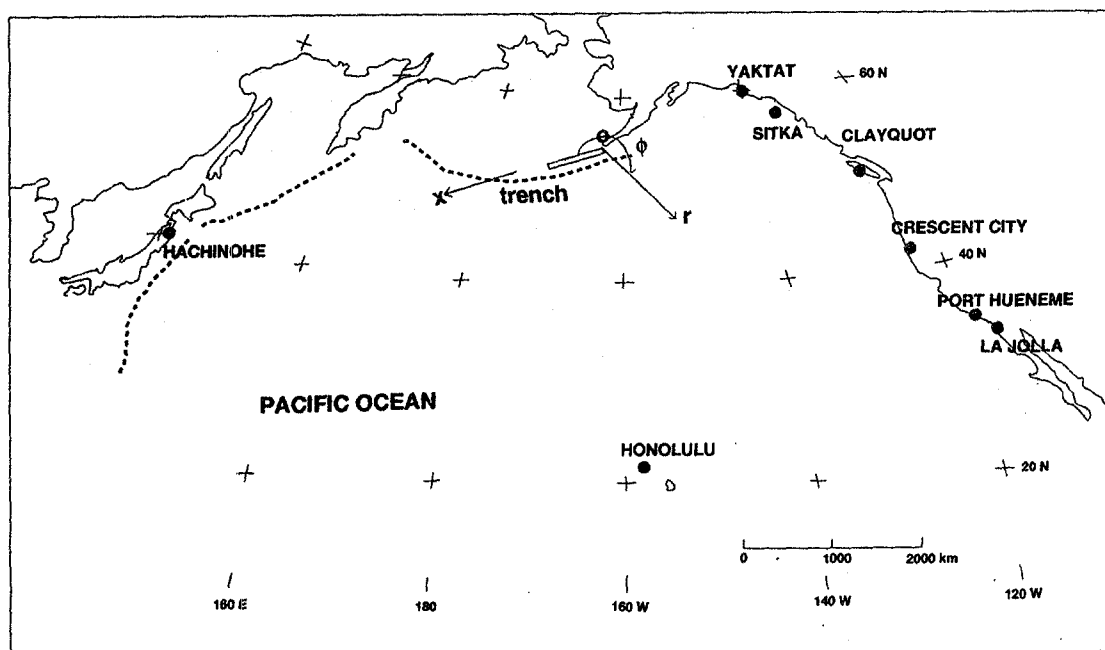 YAKTAT
60 N
SITKA
CLAYQUOT
ϕ
x
trench
r
HACHINOHE
CRESCENT CITY
40 N
PORT HUENEME
LA JOLLA
PACIFIC OCEAN
HONOLULU
20 N
0 1000 2000 km
160 E 180 160 W 140 W 120 W